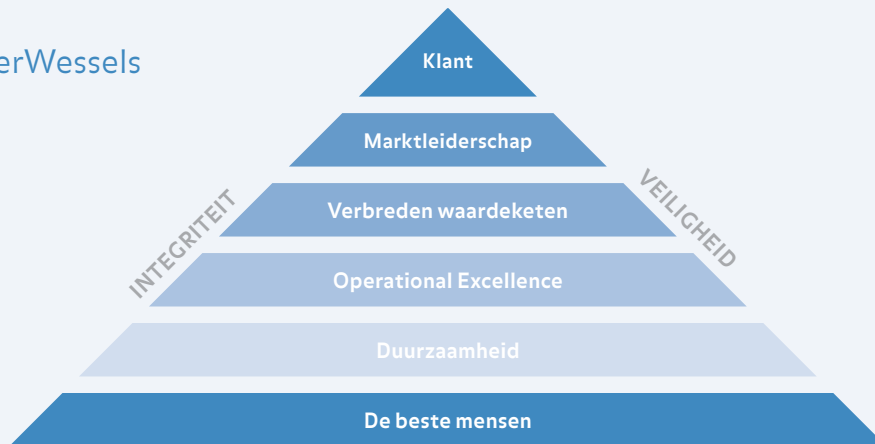 erWessels
Klant
Marktleiderschap
Verbreden waardeketen
Operational Excellence
Duurzaamheid
De beste mensen
INTEGRITEIT
VEILIGHEID